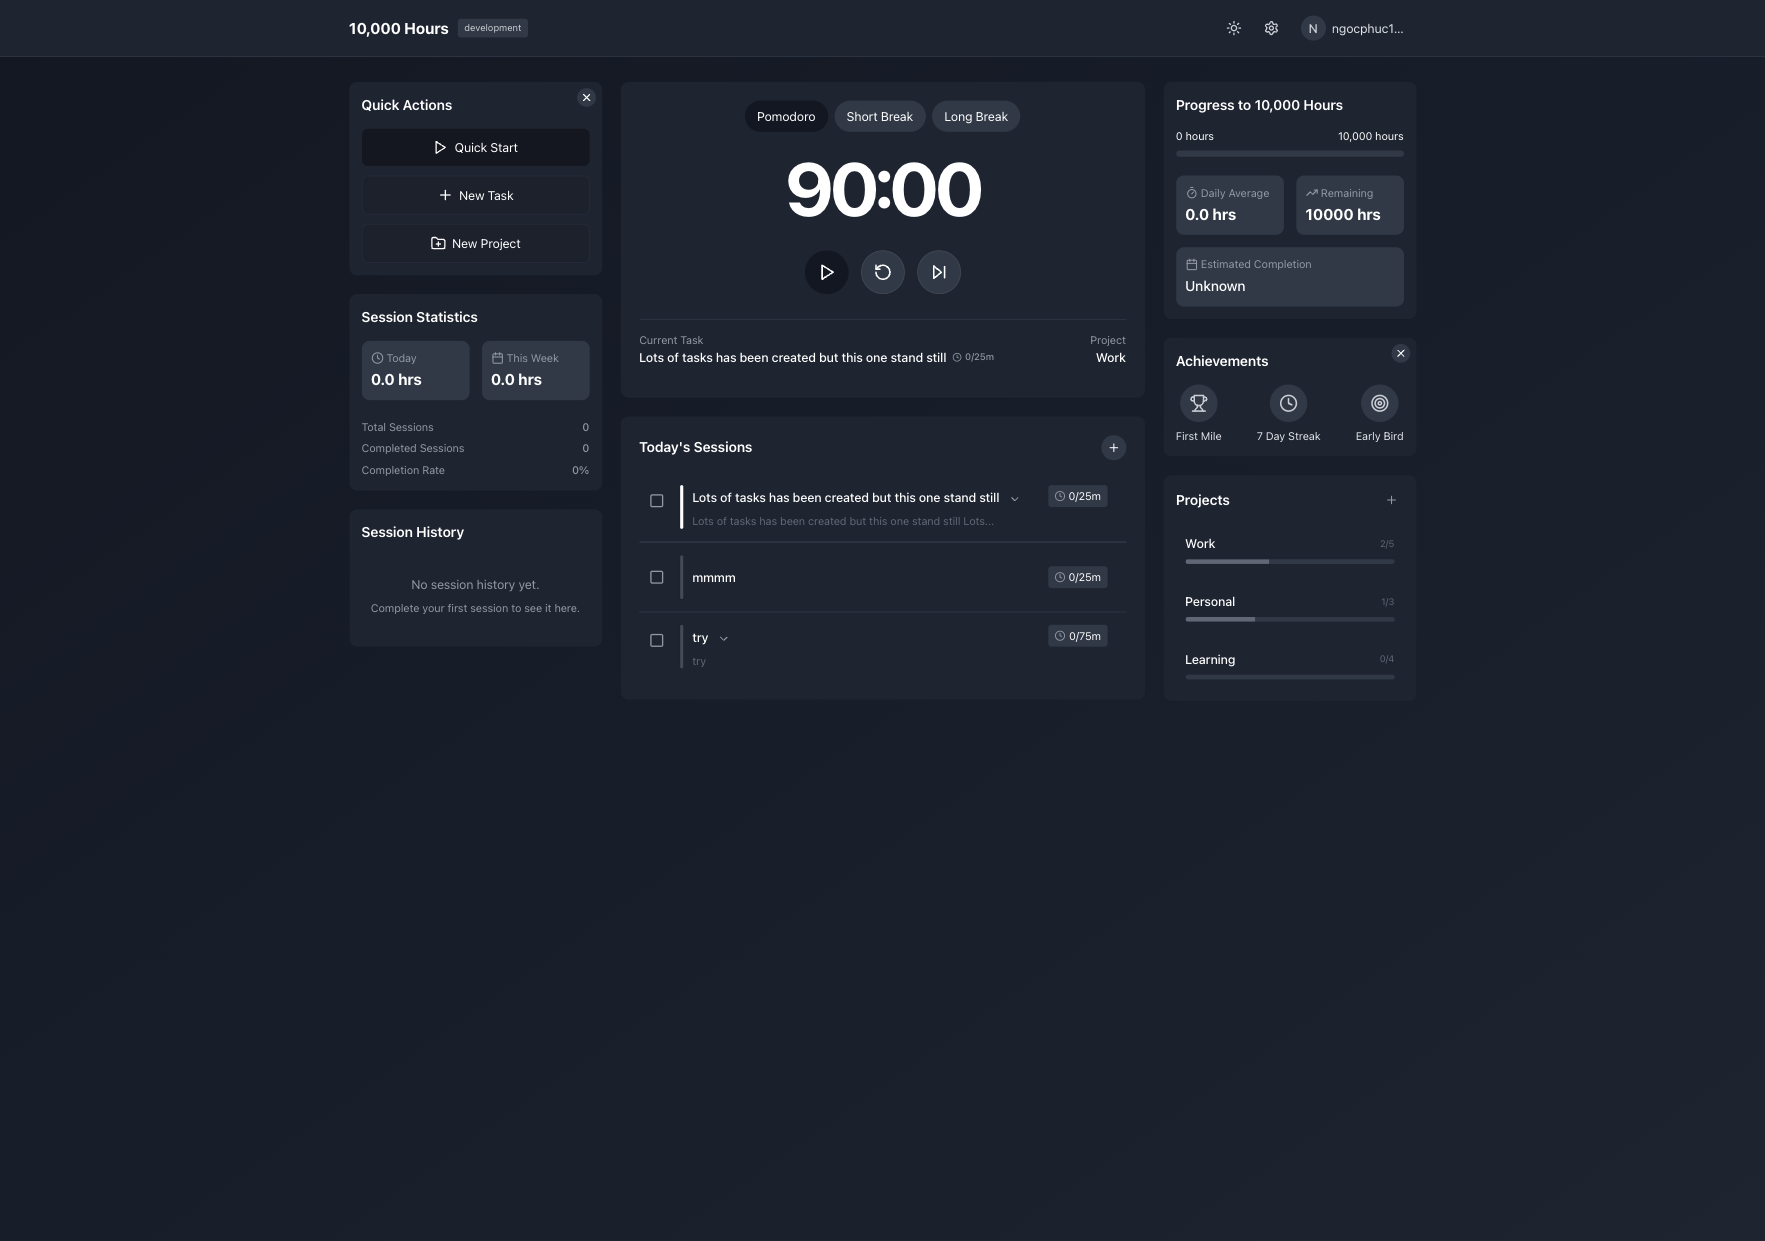 10,000 Hours development
N ngocphuc1...
Quick Actions
Quick Start
New Task
New Project
Session Statistics
Today
0.0 hrs
This Week
0.0 hrs
Total Sessions 0
Completed Sessions 0
Completion Rate 0%
Session History
No session history yet.
Complete your first session to see it here.
Pomodoro Short Break Long Break
90:00
Current Task
Lots of tasks has been created but this one stand still 0/25m
Project
Work
Today's Sessions
Lots of tasks has been created but this one stand still 0/25m
Lots of tasks has been created but this one stand still Lots...
mmmm 0/25m
try 0/75m
try
Progress to 10,000 Hours
0 hours 10,000 hours
Daily Average
0.0 hrs
Remaining
10000 hrs
Estimated Completion
Unknown
Achievements
First Mile 7 Day Streak Early Bird
Projects
Work 2/5
Personal 1/3
Learning 0/4